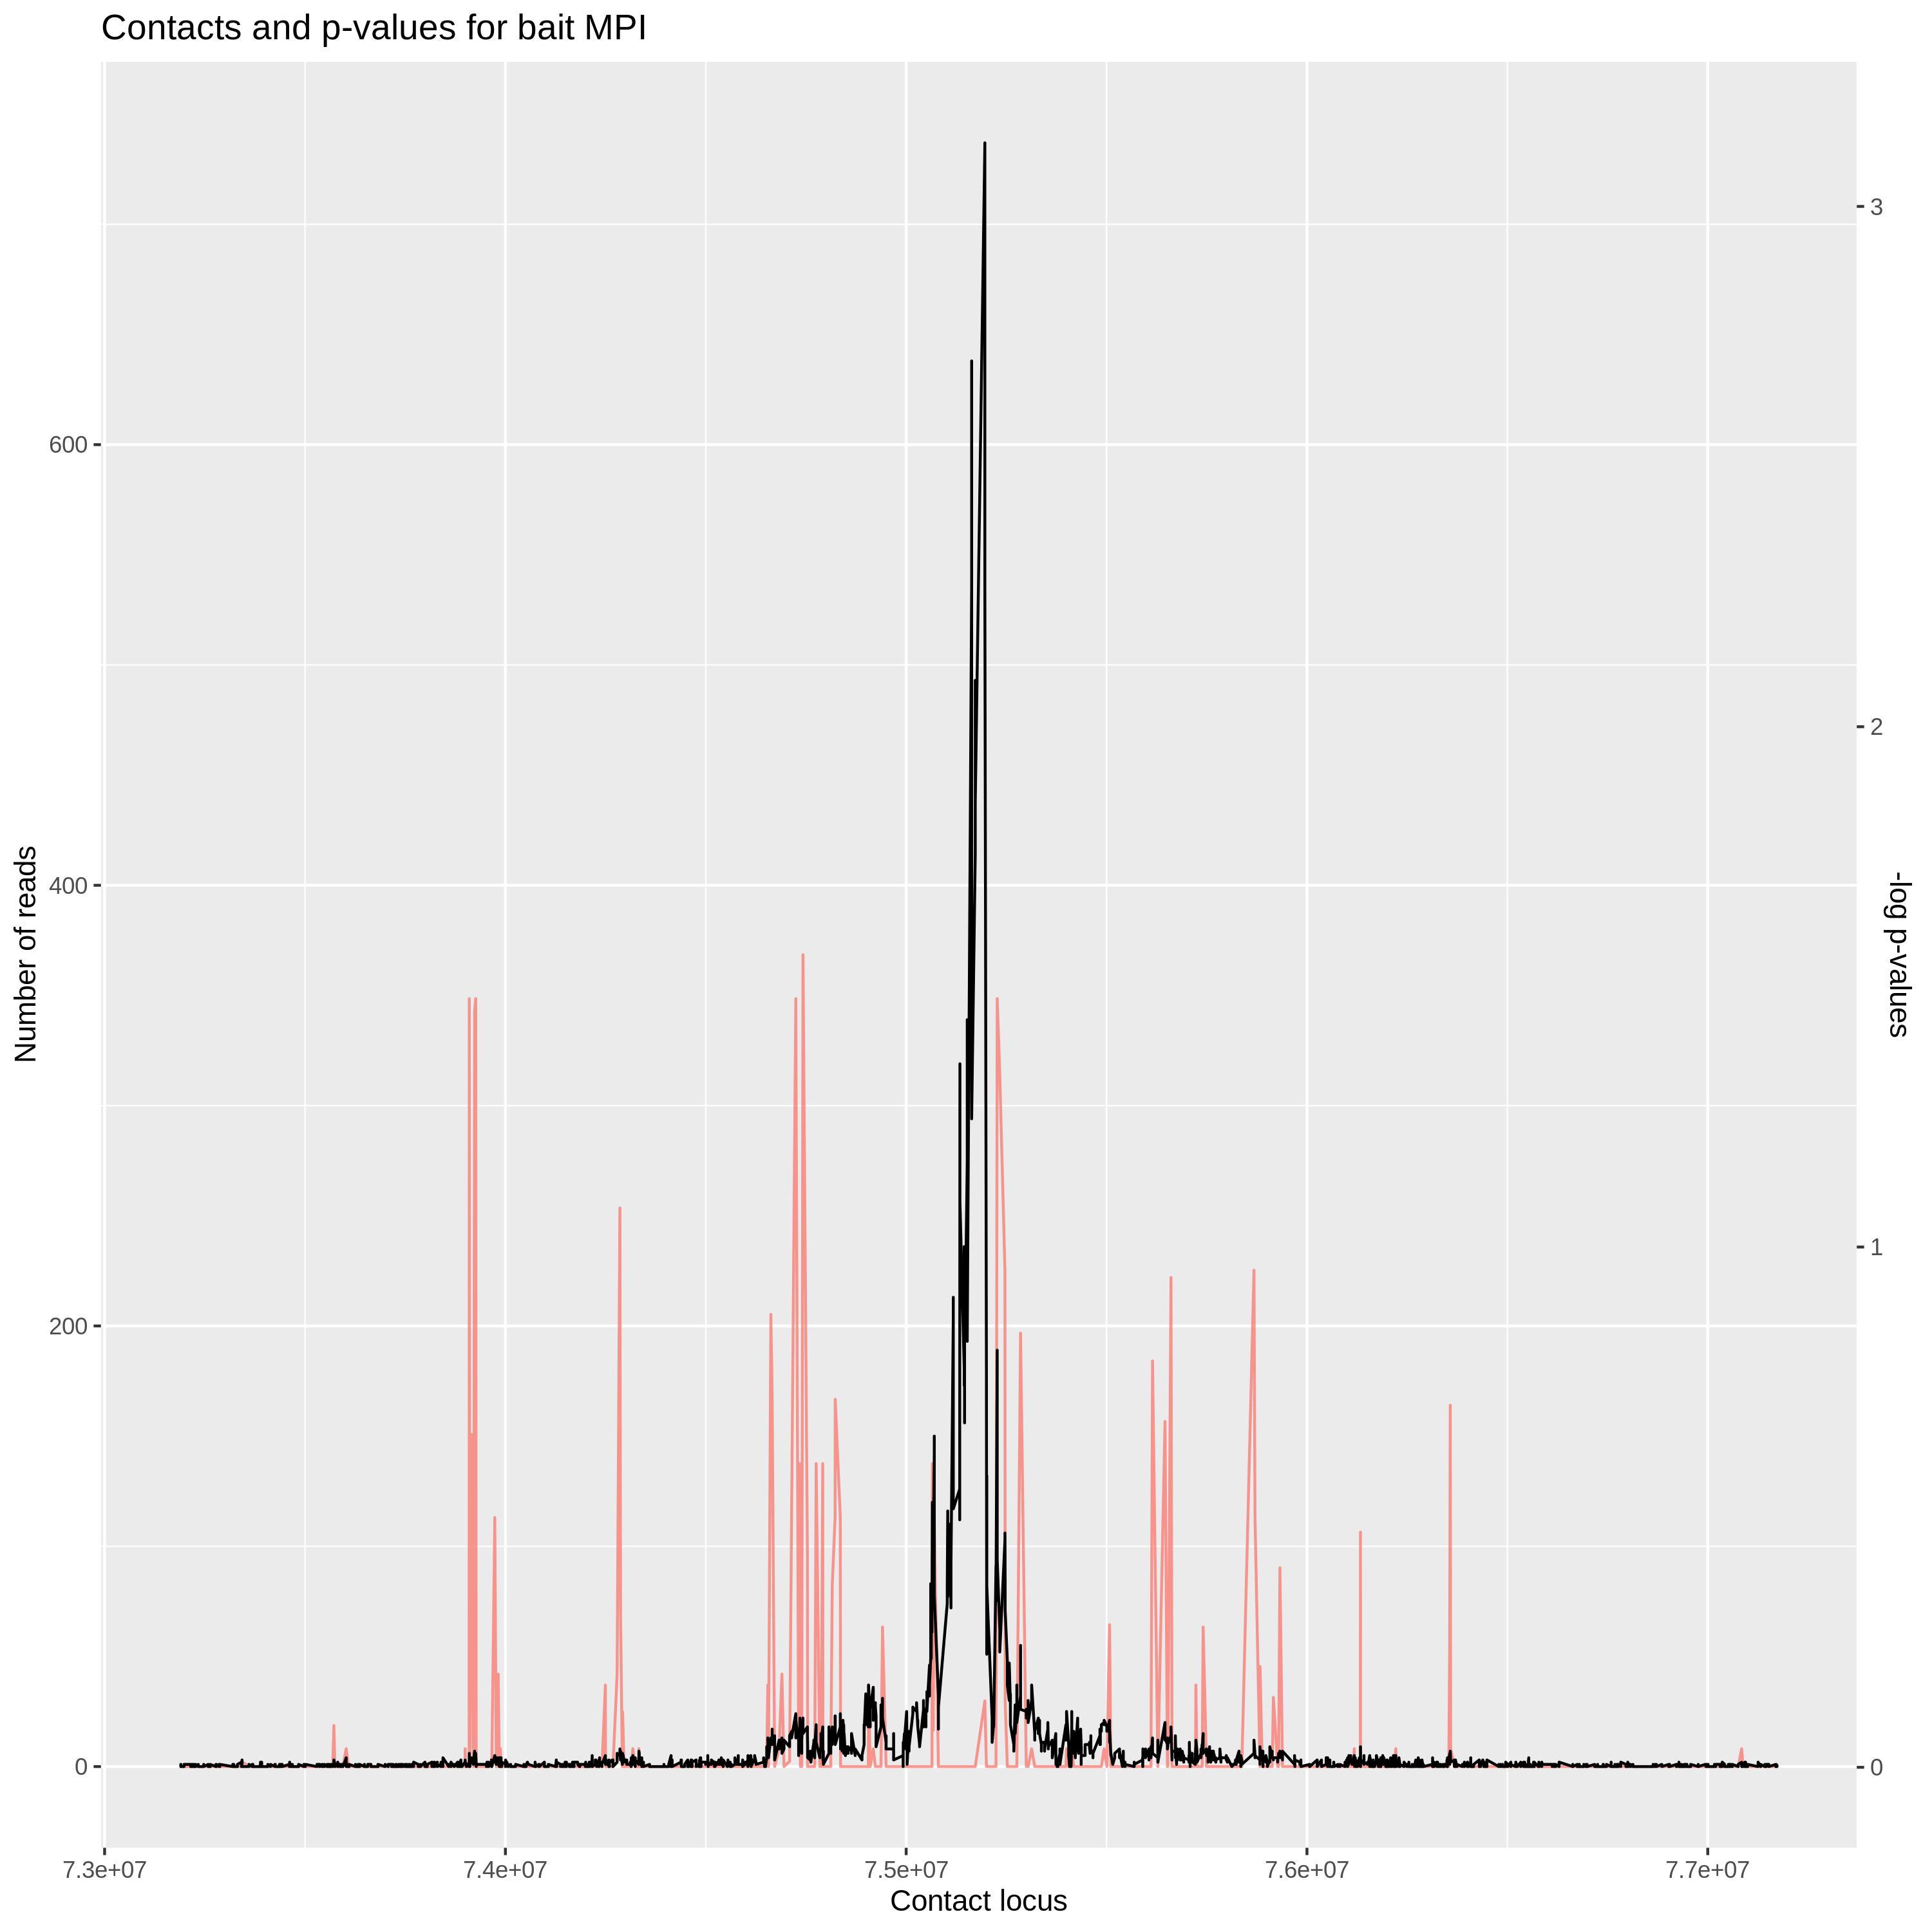 Contacts and p-values for bait MPI
Number of reads
600
400
200
0
3
2
1
0
-log p-values
7.3e+07 7.4e+07 7.5e+07 7.6e+07 7.7e+07
Contact locus